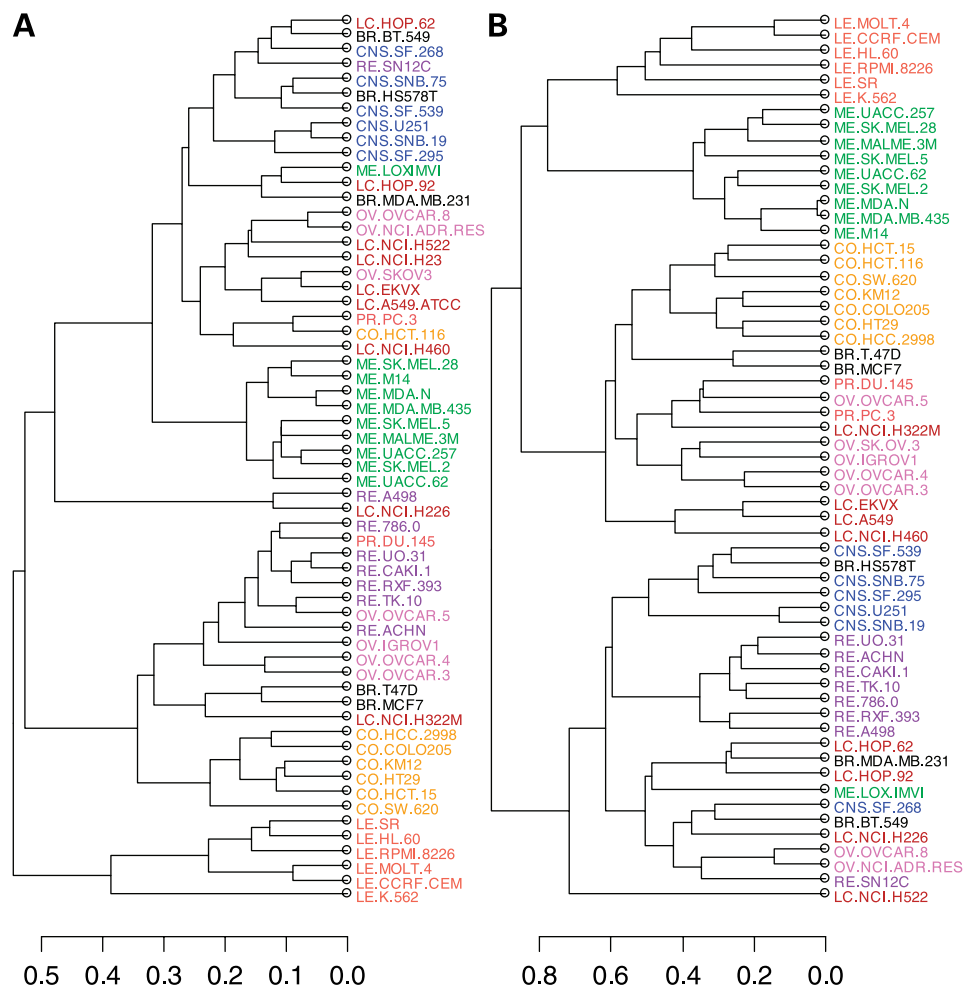 A
LC.HOP.62
BR.BT.549
CNS.SF.268
RE.SN12C
CNS.SNB.75
BR.HS578T
CNS.SF.539
CNS.U251
CNS.SNB.19
CNS.SF.295
ME.LOXIMVI
LC.HOP.92
BR.MDA.MB.231
OV.OVCAR.8
OV.NCI.ADR.RES
LC.NCI.H522
LC.NCI.H23
OV.SKOV3
LC.EKVX
LC.A549.ATCC
PR.PC.3
CO.HCT.116
LC.NCI.H460
ME.SK.MEL.28
ME.M14
ME.MDA.N
ME.MDA.MB.435
ME.SK.MEL.5
ME.MALME.3M
ME.UACC.257
ME.SK.MEL.2
ME.UACC.62
RE.A498
LC.NCI.H226
RE.786.0
PR.DU.145
RE.UO.31
RE.CAKI.1
RE.RXF.393
RE.TK.10
OV.OVCAR.5
RE.ACHN
OV.IGROV1
OV.OVCAR.4
OV.OVCAR.3
BR.T47D
BR.MCF7
LC.NCI.H322M
CO.HCC.2998
CO.COLO205
CO.KM12
CO.HT29
CO.HCT.15
CO.SW.620
LE.SR
LE.HL.60
LE.RPMI.8226
LE.MOLT.4
LE.CCRF.CEM
LE.K.562
0.5 0.4 0.3 0.2 0.1 0.0
B
LE.MOLT.4
LE.CCRF.CEM
LE.HL.60
LE.RPMI.8226
LE.SR
LE.K.562
ME.UACC.257
ME.SK.MEL.28
ME.MALME.3M
ME.SK.MEL.5
ME.UACC.62
ME.SK.MEL.2
ME.MDA.N
ME.MDA.MB.435
ME.M14
CO.HCT.15
CO.HCT.116
CO.SW.620
CO.KM12
CO.COLO205
CO.HT29
CO.HCC.2998
BR.T.47D
BR.MCF7
PR.DU.145
OV.OVCAR.5
PR.PC.3
LC.NCI.H322M
OV.SK.OV.3
OV.IGROV1
OV.OVCAR.4
OV.OVCAR.3
LC.EKVX
LC.A549
LC.NCI.H460
CNS.SF.539
BR.HS578T
CNS.SNB.75
CNS.SF.295
CNS.U251
CNS.SNB.19
RE.UO.31
RE.ACHN
RE.CAKI.1
RE.TK.10
RE.786.0
RE.RXF.393
RE.A498
LC.HOP.62
BR.MDA.MB.231
LC.HOP.92
ME.LOX.IMVI
CNS.SF.268
BR.BT.549
LC.NCI.H226
OV.OVCAR.8
OV.NCI.ADR.RES
RE.SN12C
LC.NCI.H522
0.8 0.6 0.4 0.2 0.0